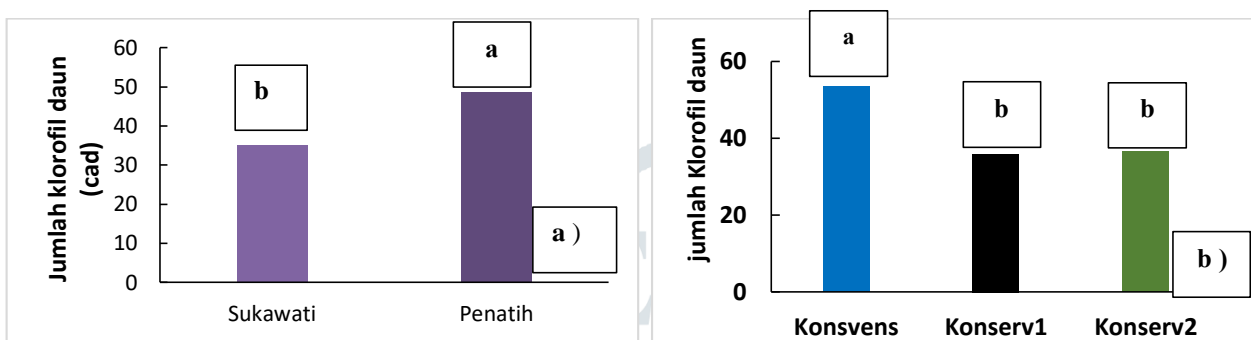 Jumlah klorofil daun
(cad)
60
50
40
30
20
10
0
b
a
a )
Sukawati
Penatih
jumlah Klorofil daun
60
40
20
0
a
b
b
b )
Konsvens
Konserv1
Konserv2